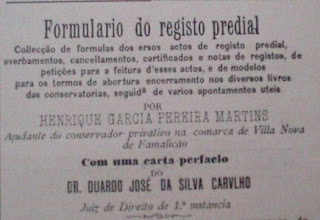 Formulario do registo predial
Collecção de formulas dos ersos actos de registo predial,
averbamentos, cancellamentos, certificados e notas de registos, de
petições para a feitura d'esses actos, e de modelos
para os termos de abertura encerramento nos diversos livros
das conservatorias, seguidª de varios apontamentos uteis
POR
HENRIQUE GARCIA PEREIRA MARTINS
Ajudante do conservador privativo na comarca de Villa Nova
de Famalicão
Com uma carta perfacio
DO
DR. DUARDO JOSÉ DA SILVA CARVLHO
Juiz de Direito de 1.ª instancia